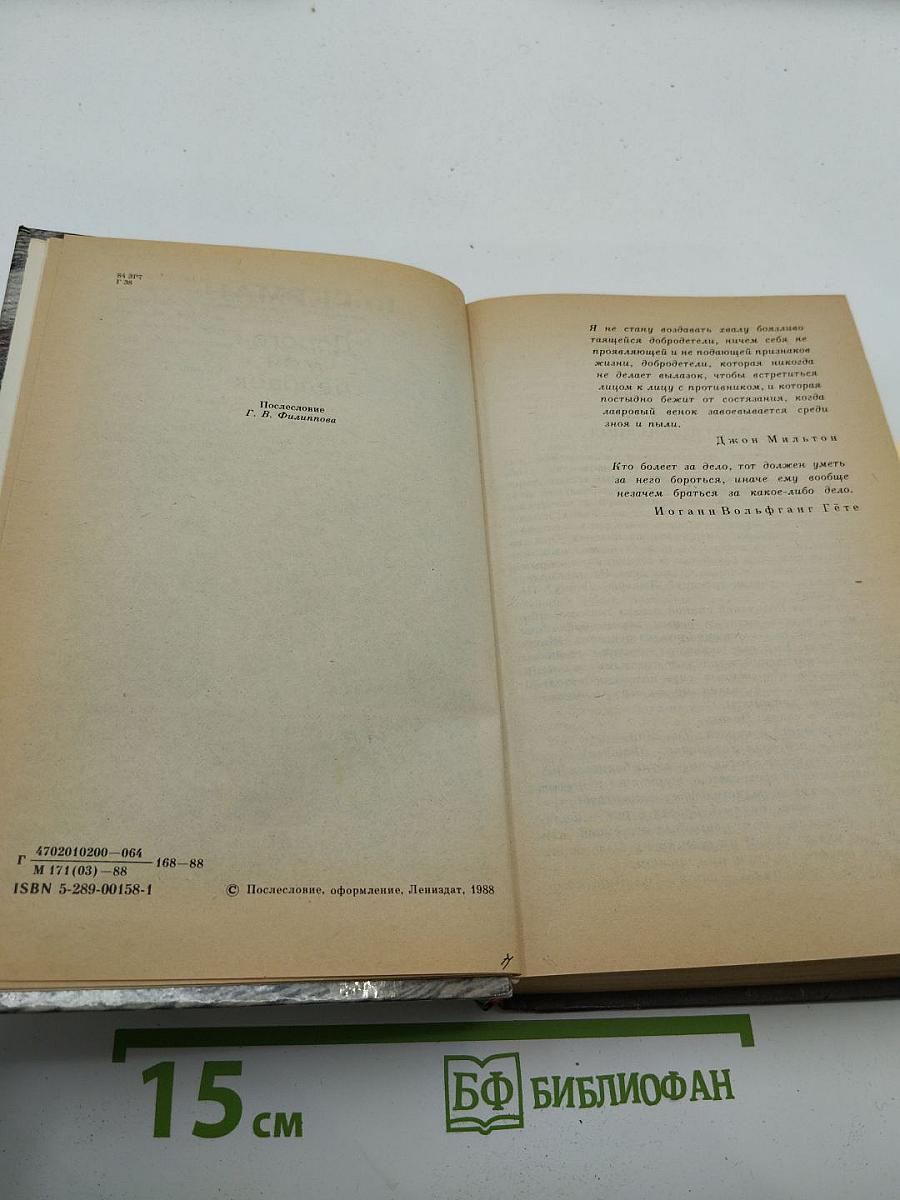 84 ЗР7
Г 38
Послесловие
Г. В. Филиппова
Г 4702010200—064
М 171(03)—88 168—88
ISBN 5-289-00158-1
© Послесловие, оформление, Лениздат, 1988
Я не стану воздавать хвалу боязливо
таящейся добродетели, ничем себя не
проявляющей и не подающей признаков
жизни, добродетели, которая никогда
не делает вылазок, чтобы встретиться
лицом к лицу с противником, и которая
постыдно бежит от состязания, когда
лавровый венок завоевывается среди
зноя и пыли.
Джон Мильтон
Кто болеет за дело, тот должен уметь
за него бороться, иначе ему вообще
незачем браться за какое-либо дело.
Иоганн Вольфганг Гёте
15 см
БФ БИБЛИОФАН